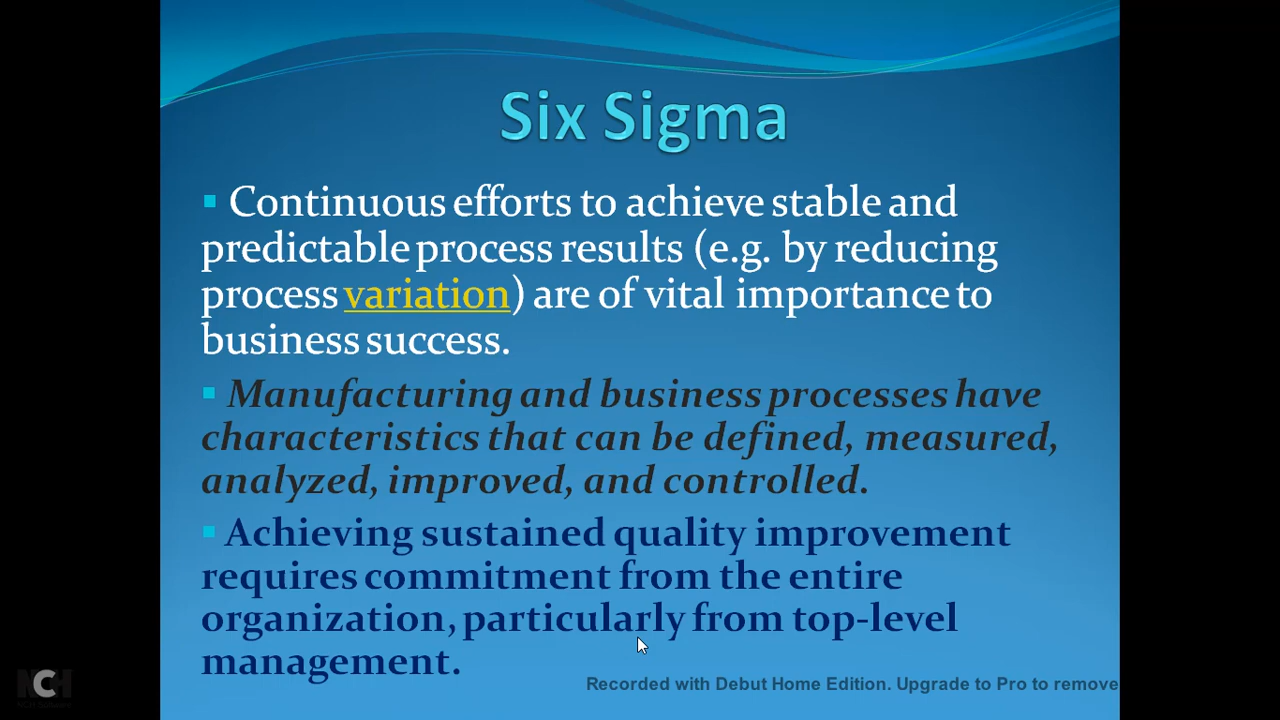 Six Sigma
▪ Continuous efforts to achieve stable and
predictable process results (e.g. by reducing
process variation) are of vital importance to
business success.
▪ Manufacturing and business processes have
characteristics that can be defined, measured,
analyzed, improved, and controlled.
▪ Achieving sustained quality improvement
requires commitment from the entire
organization, particularly from top-level
management.
NCH
Recorded with Debut Home Edition. Upgrade to Pro to remove